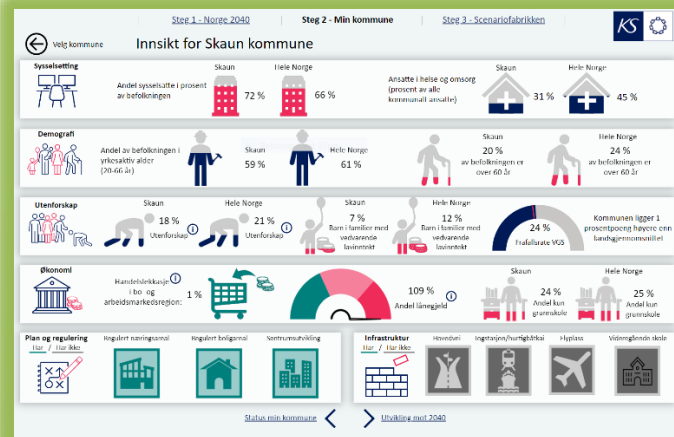 Steg 1 - Norge 2040
Steg 2 - Min kommune
Steg 3 - Scenariofabrikken
KS
Velg kommune
Innsikt for Skaun kommune
Sysselsetting
Andel sysselsatte i prosent
av befolkningen
Skaun
72 %
Hele Norge
66 %
Ansatte i helse og omsorg
(prosent av alle
kommunalt ansatte)
Skaun
31 %
Hele Norge
45 %
Demografi
Andel av befolkningen i
yrkesaktiv alder
(20-66 år)
Skaun
59 %
Hele Norge
61 %
Skaun
20 %
av befolkningen er
over 60 år
Hele Norge
24 %
av befolkningen er
over 60 år
Utenforskap
Skaun
18 %
Utenforskap
Hele Norge
21 %
Utenforskap
Skaun
7 %
Barn i familier med
vedvarende
lavinntekt
Hele Norge
12 %
Barn i familier med
vedvarende
lavinntekt
24 %
Frafallsrate VGS
Kommunen ligger 1
prosentpoeng høyere enn
landsgjennomsnittet
Økonomi
Handelslekkasje
i bo- og
arbeidsmarkedsregion:
1 %
109 %
Andel lånegjeld
Skaun
24 %
Andel kun
grunnskole
Hele Norge
25 %
Andel kun
grunnskole
Plan og regulering
Har / Har ikke
Regulert næringsareal
Regulert boligareal
Sentrumsutvikling
Infrastruktur
Har / Har ikke
Hovedvei
Togstasjon/hurtigbåtkai
Flyplass
Videregående skole
Status min kommune
Utvikling mot 2040